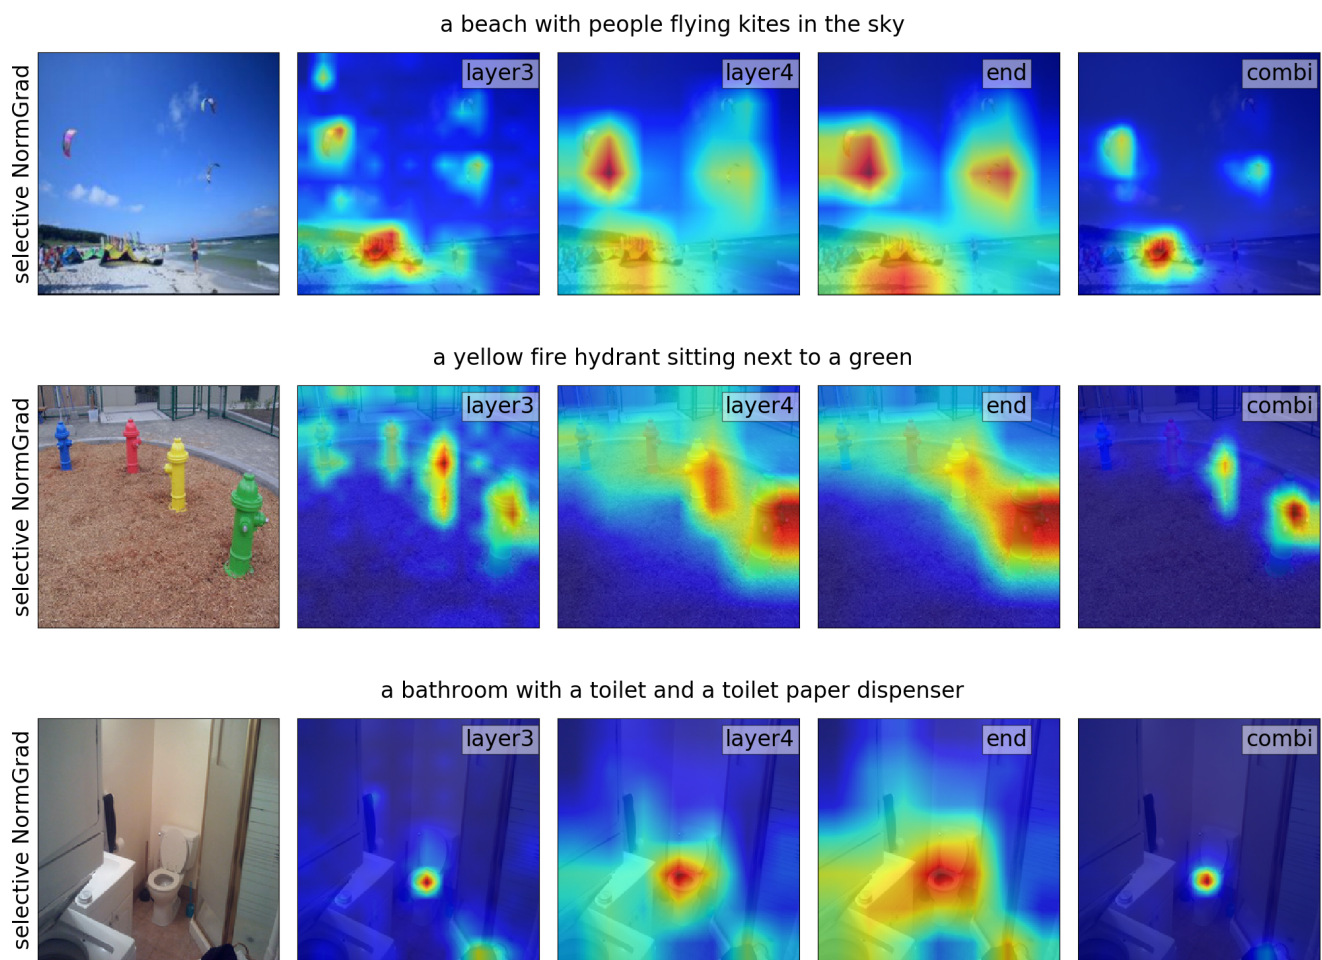 a beach with people flying kites in the sky
selective NormGrad
layer3
layer4
end
combi
a yellow fire hydrant sitting next to a green
selective NormGrad
layer3
layer4
end
combi
a bathroom with a toilet and a toilet paper dispenser
selective NormGrad
layer3
layer4
end
combi